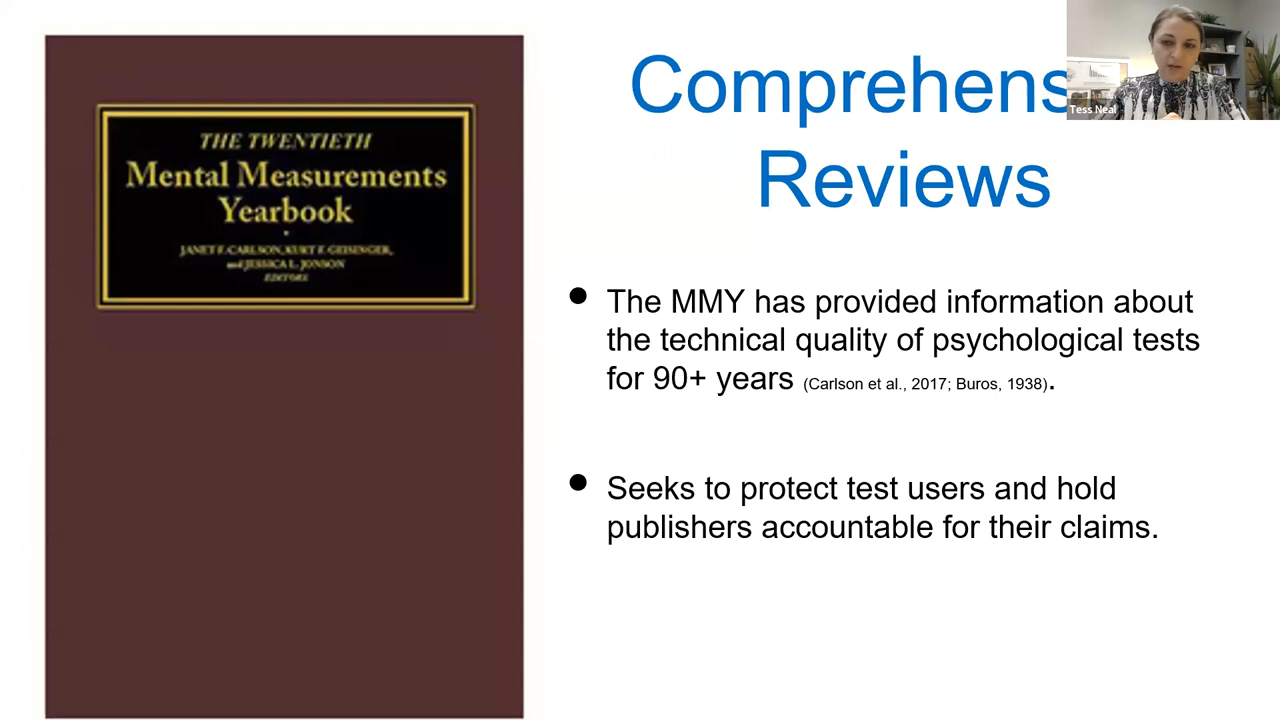 THE TWENTIETH
Mental Measurements
Yearbook
JANET F. CARLSON, KURT F. GEISINGER,
and JESSICA L. JONSON
EDITORS
Comprehens
Reviews
Tess Neal
• The MMY has provided information about
the technical quality of psychological tests
for 90+ years (Carlson et al., 2017; Buros, 1938).
• Seeks to protect test users and hold
publishers accountable for their claims.